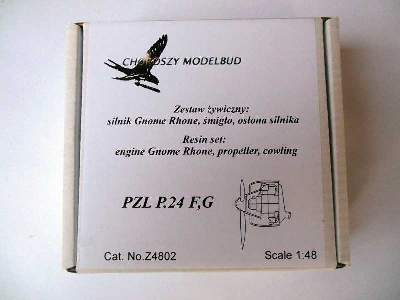 CHOROSZY MODELBUD
Zestaw żywiczny:
silnik Gnome Rhone, śmigło, osłona silnika
Resin set:
engine Gnome Rhone, propeller, cowling
PZL P.24 F,G
Cat. No.Z4802
Scale 1:48